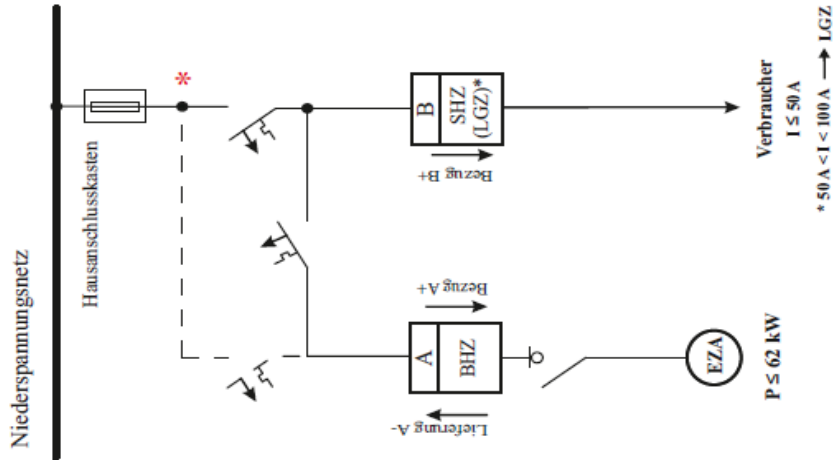 Niederspannungsnetz
Hausanschlusskasten
*
B
SHZ
(LGZ)*
Bezug B+
Verbraucher
I ≤ 50 A
* 50 A < I < 100 A → LGZ
A
BHZ
Bezug A+
Lieferung A-
EZA
P ≤ 62 kW